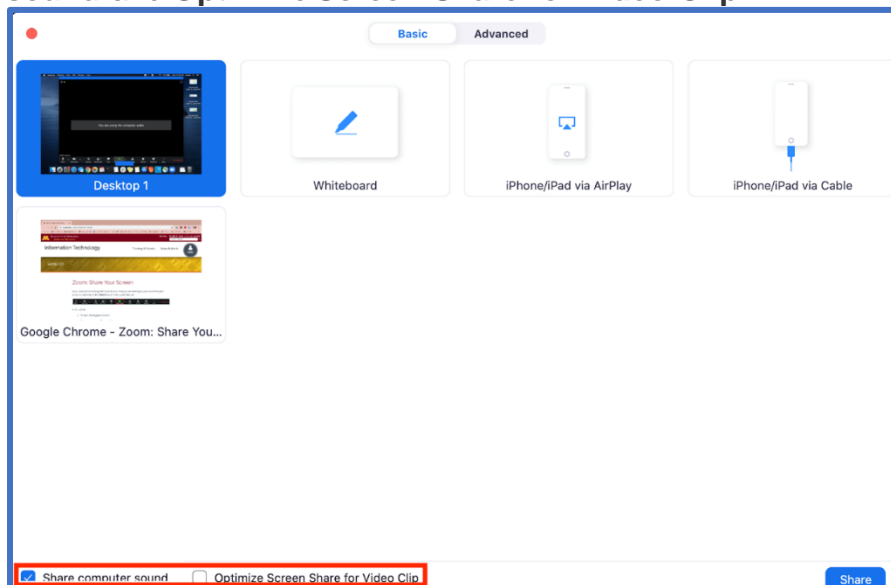 Basic Advanced
Desktop 1
Whiteboard
iPhone/iPad via AirPlay
iPhone/iPad via Cable
Information Technology
Zoom: Share Your Screen
Google Chrome - Zoom: Share You...
Share computer sound
Optimize Screen Share for Video Clip
Share